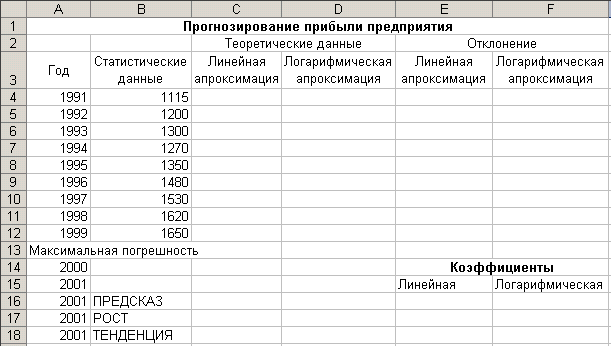 A B C D E F
1 Прогнозирование прибыли предприятия
2 Теоретические данные Отклонение
3 Год Статистические данные Линейная апроксимация Логарифмическая апроксимация Линейная апроксимация Логарифмическая апроксимация
4 1991 1115
5 1992 1200
6 1993 1300
7 1994 1270
8 1995 1350
9 1996 1480
10 1997 1530
11 1998 1620
12 1999 1650
13 Максимальная погрешность
14 2000 Коэффициенты
15 2001 Линейная Логарифмическая
16 2001 ПРЕДСКАЗ
17 2001 РОСТ
18 2001 ТЕНДЕНЦИЯ